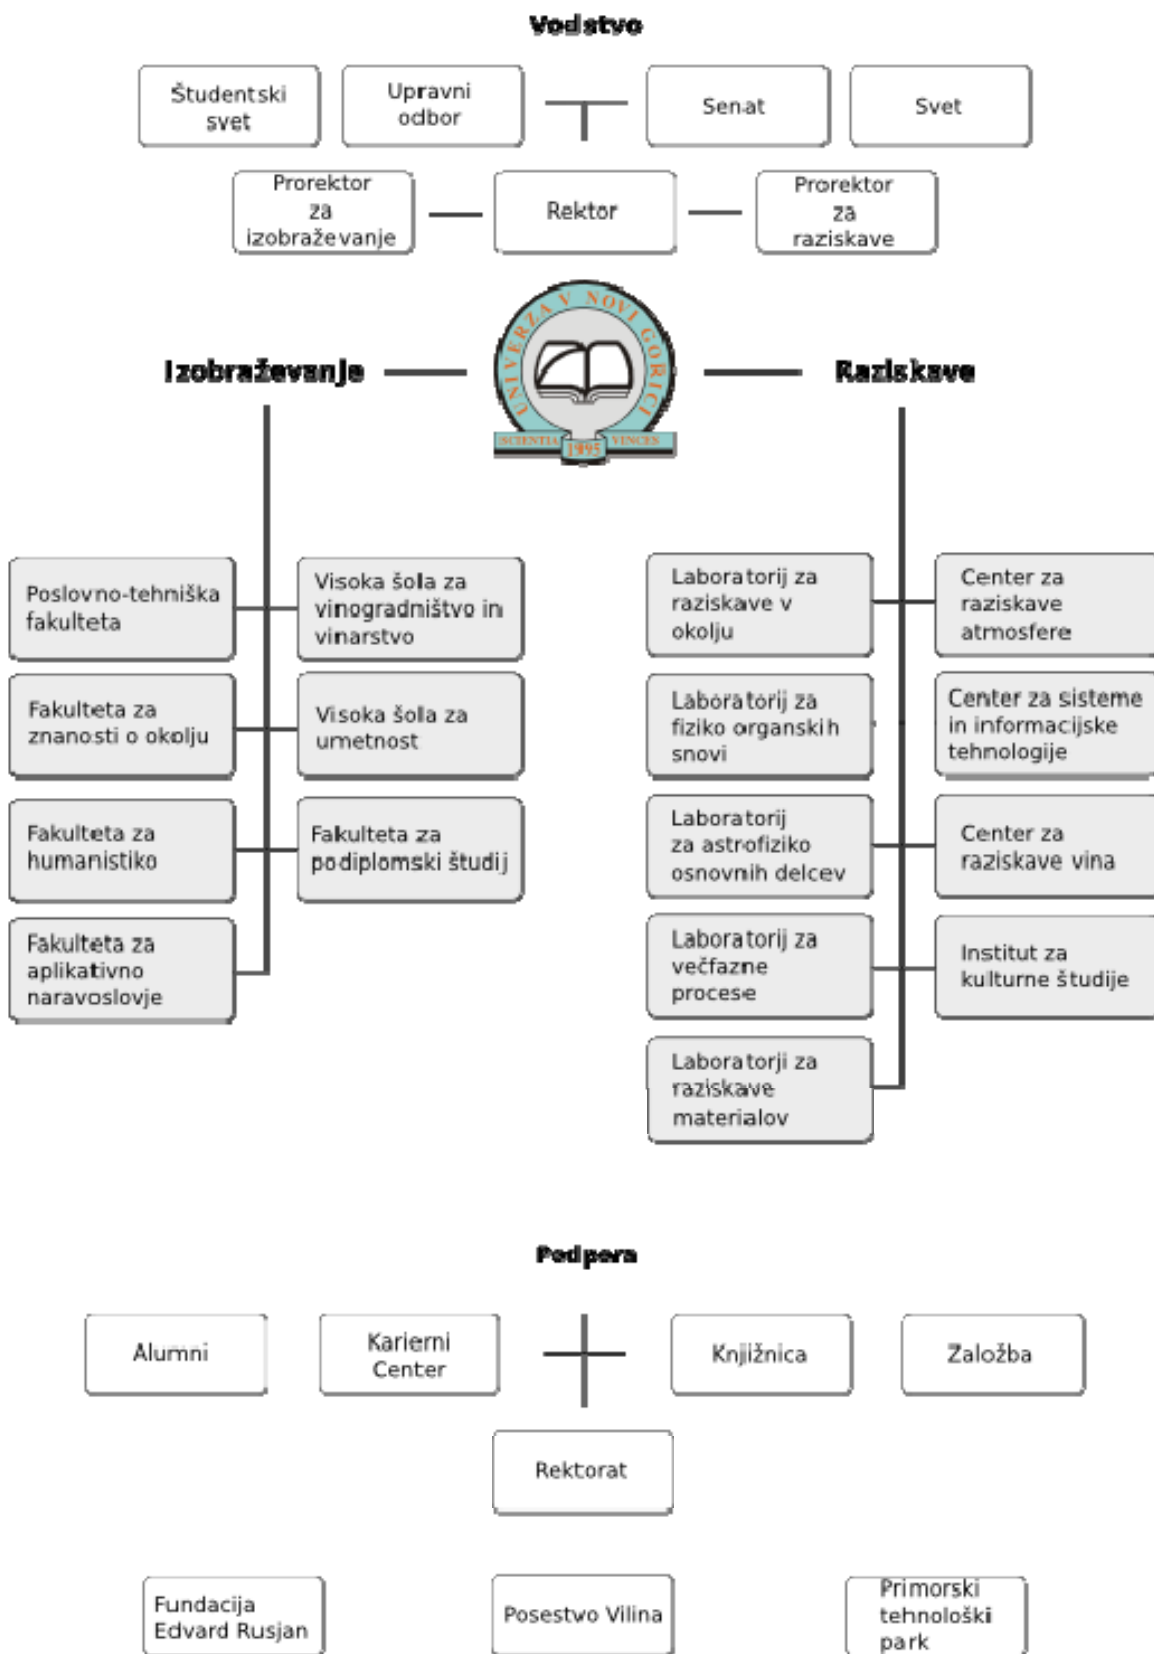 Vodstvo
Študentski
svet
Upravni
odbor
Senat
Svet
Prorektor
za
izobraževanje
Rektor
Prorektor
za
raziskave
UNIVERZA V NOVI GORICI
SCIENTIA
1995
VINCES
Izobraževanje
Raziskave
Poslovno-tehniška
fakulteta
Visoka šola za
vinogradništvo in
vinarstvo
Fakulteta za
znanosti o okolju
Visoka šola za
umetnost
Fakulteta za
humanistiko
Fakulteta za
podiplomski študij
Fakulteta za
aplikativno
naravoslovje
Laboratorij za
raziskave v
okolju
Center za
raziskave
atmosfere
Laboratorij za
fiziko organskih
snovi
Center za sisteme
in informacijske
tehnologije
Laboratorij
za astrofiziko
osnovnih delcev
Center za
raziskave vina
Laboratorij za
večfazne
procese
Institut za
kulturne študije
Laboratorji za
raziskave
materialov
Podpora
Alumni
Karierni
Center
Knjižnica
Založba
Rektorat
Fundacija
Edvard Rusjan
Posestvo Vilina
Primorski
tehnološki
park